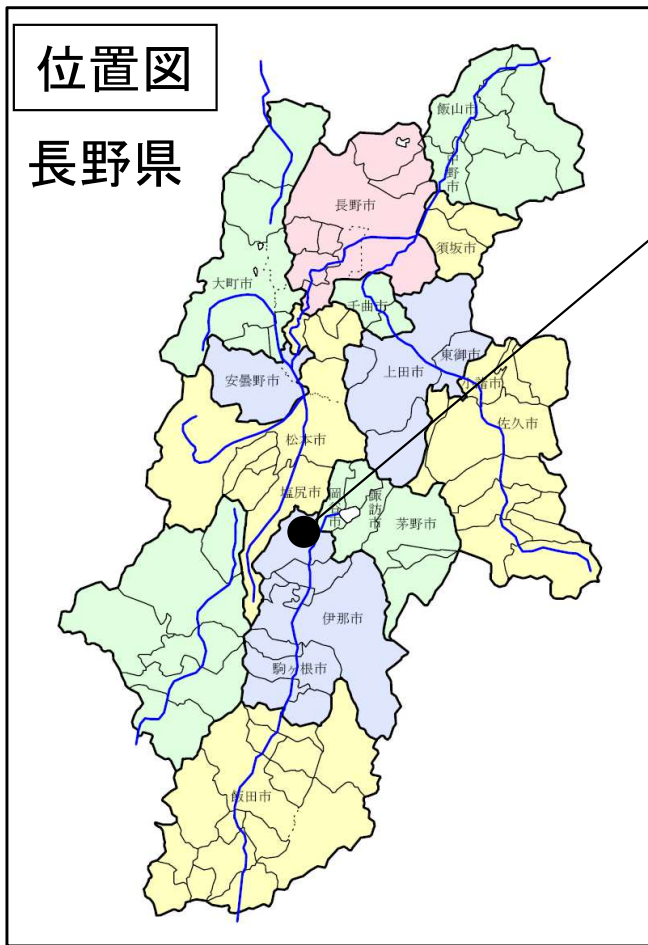 位置図
長野県
飯山市
中野市
長野市
須坂市
大町市
千曲市
東御市
上田市
小諸市
安曇野市
佐久市
松本市
塩尻市
岡谷市
諏訪市
茅野市
伊那市
駒ヶ根市
飯田市